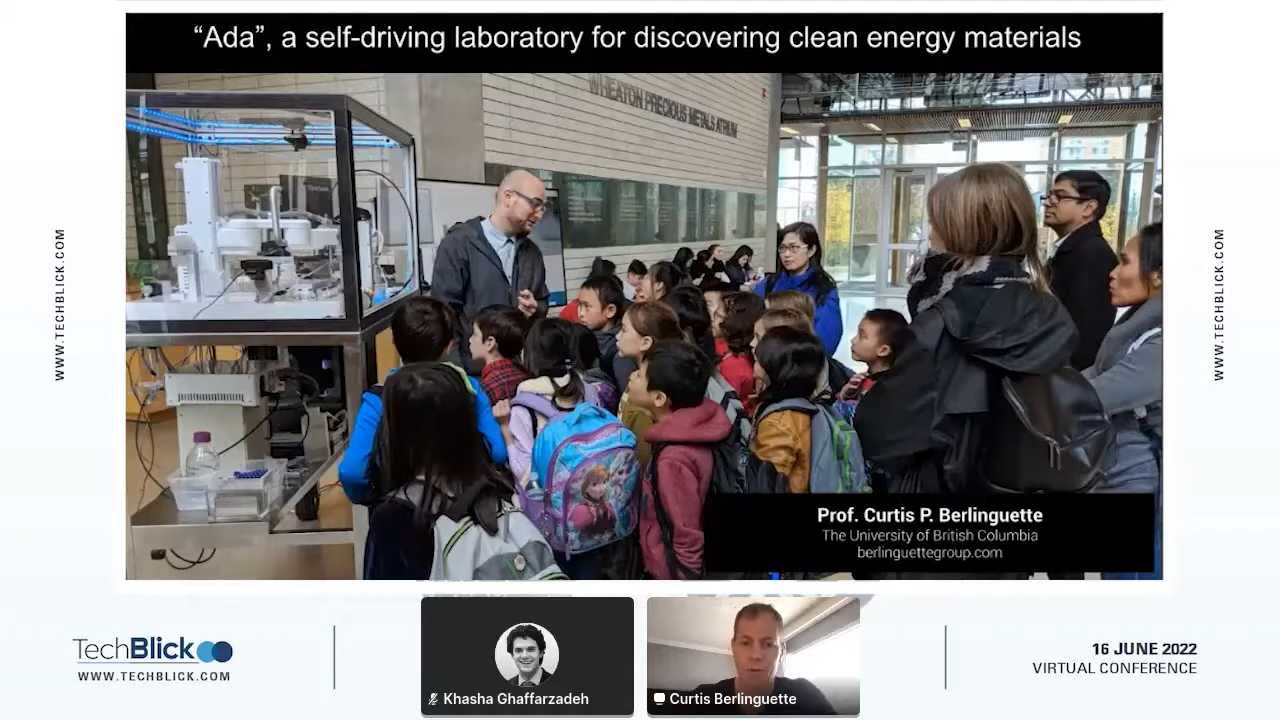 “Ada”, a self-driving laboratory for discovering clean energy materials
WHEATON PRECIOUS METALS ATRIUM
WWW.TECHBLICK.COM
WWW.TECHBLICK.COM
Prof. Curtis P. Berlinguette
The University of British Columbia
berlinguettegroup.com
TechBlick
WWW.TECHBLICK.COM
Khasha Ghaffarzadeh
Curtis Berlinguette
16 JUNE 2022
VIRTUAL CONFERENCE